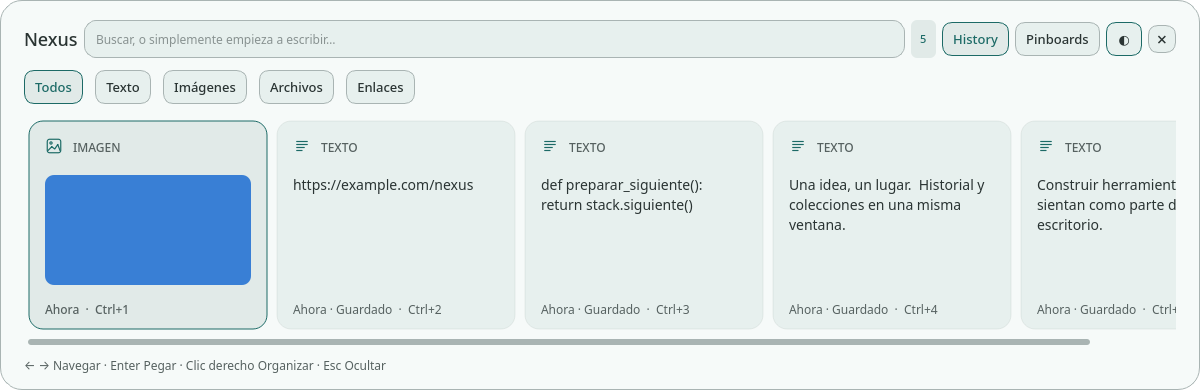 Nexus
Buscar, o simplemente empieza a escribir...
5
History
Pinboards
Todos
Texto
Imágenes
Archivos
Enlaces
IMAGEN
Ahora · Ctrl+1
TEXTO
https://example.com/nexus
Ahora · Guardado · Ctrl+2
TEXTO
def preparar_siguiente():
return stack.siguiente()
Ahora · Guardado · Ctrl+3
TEXTO
Una idea, un lugar.  Historial y
colecciones en una misma
ventana.
Ahora · Guardado · Ctrl+4
TEXTO
Construir
sientan como parte
escritorio.
Ahora · Guardado ·
← → Navegar · Enter Pegar · Clic derecho Organizar · Esc Ocultar